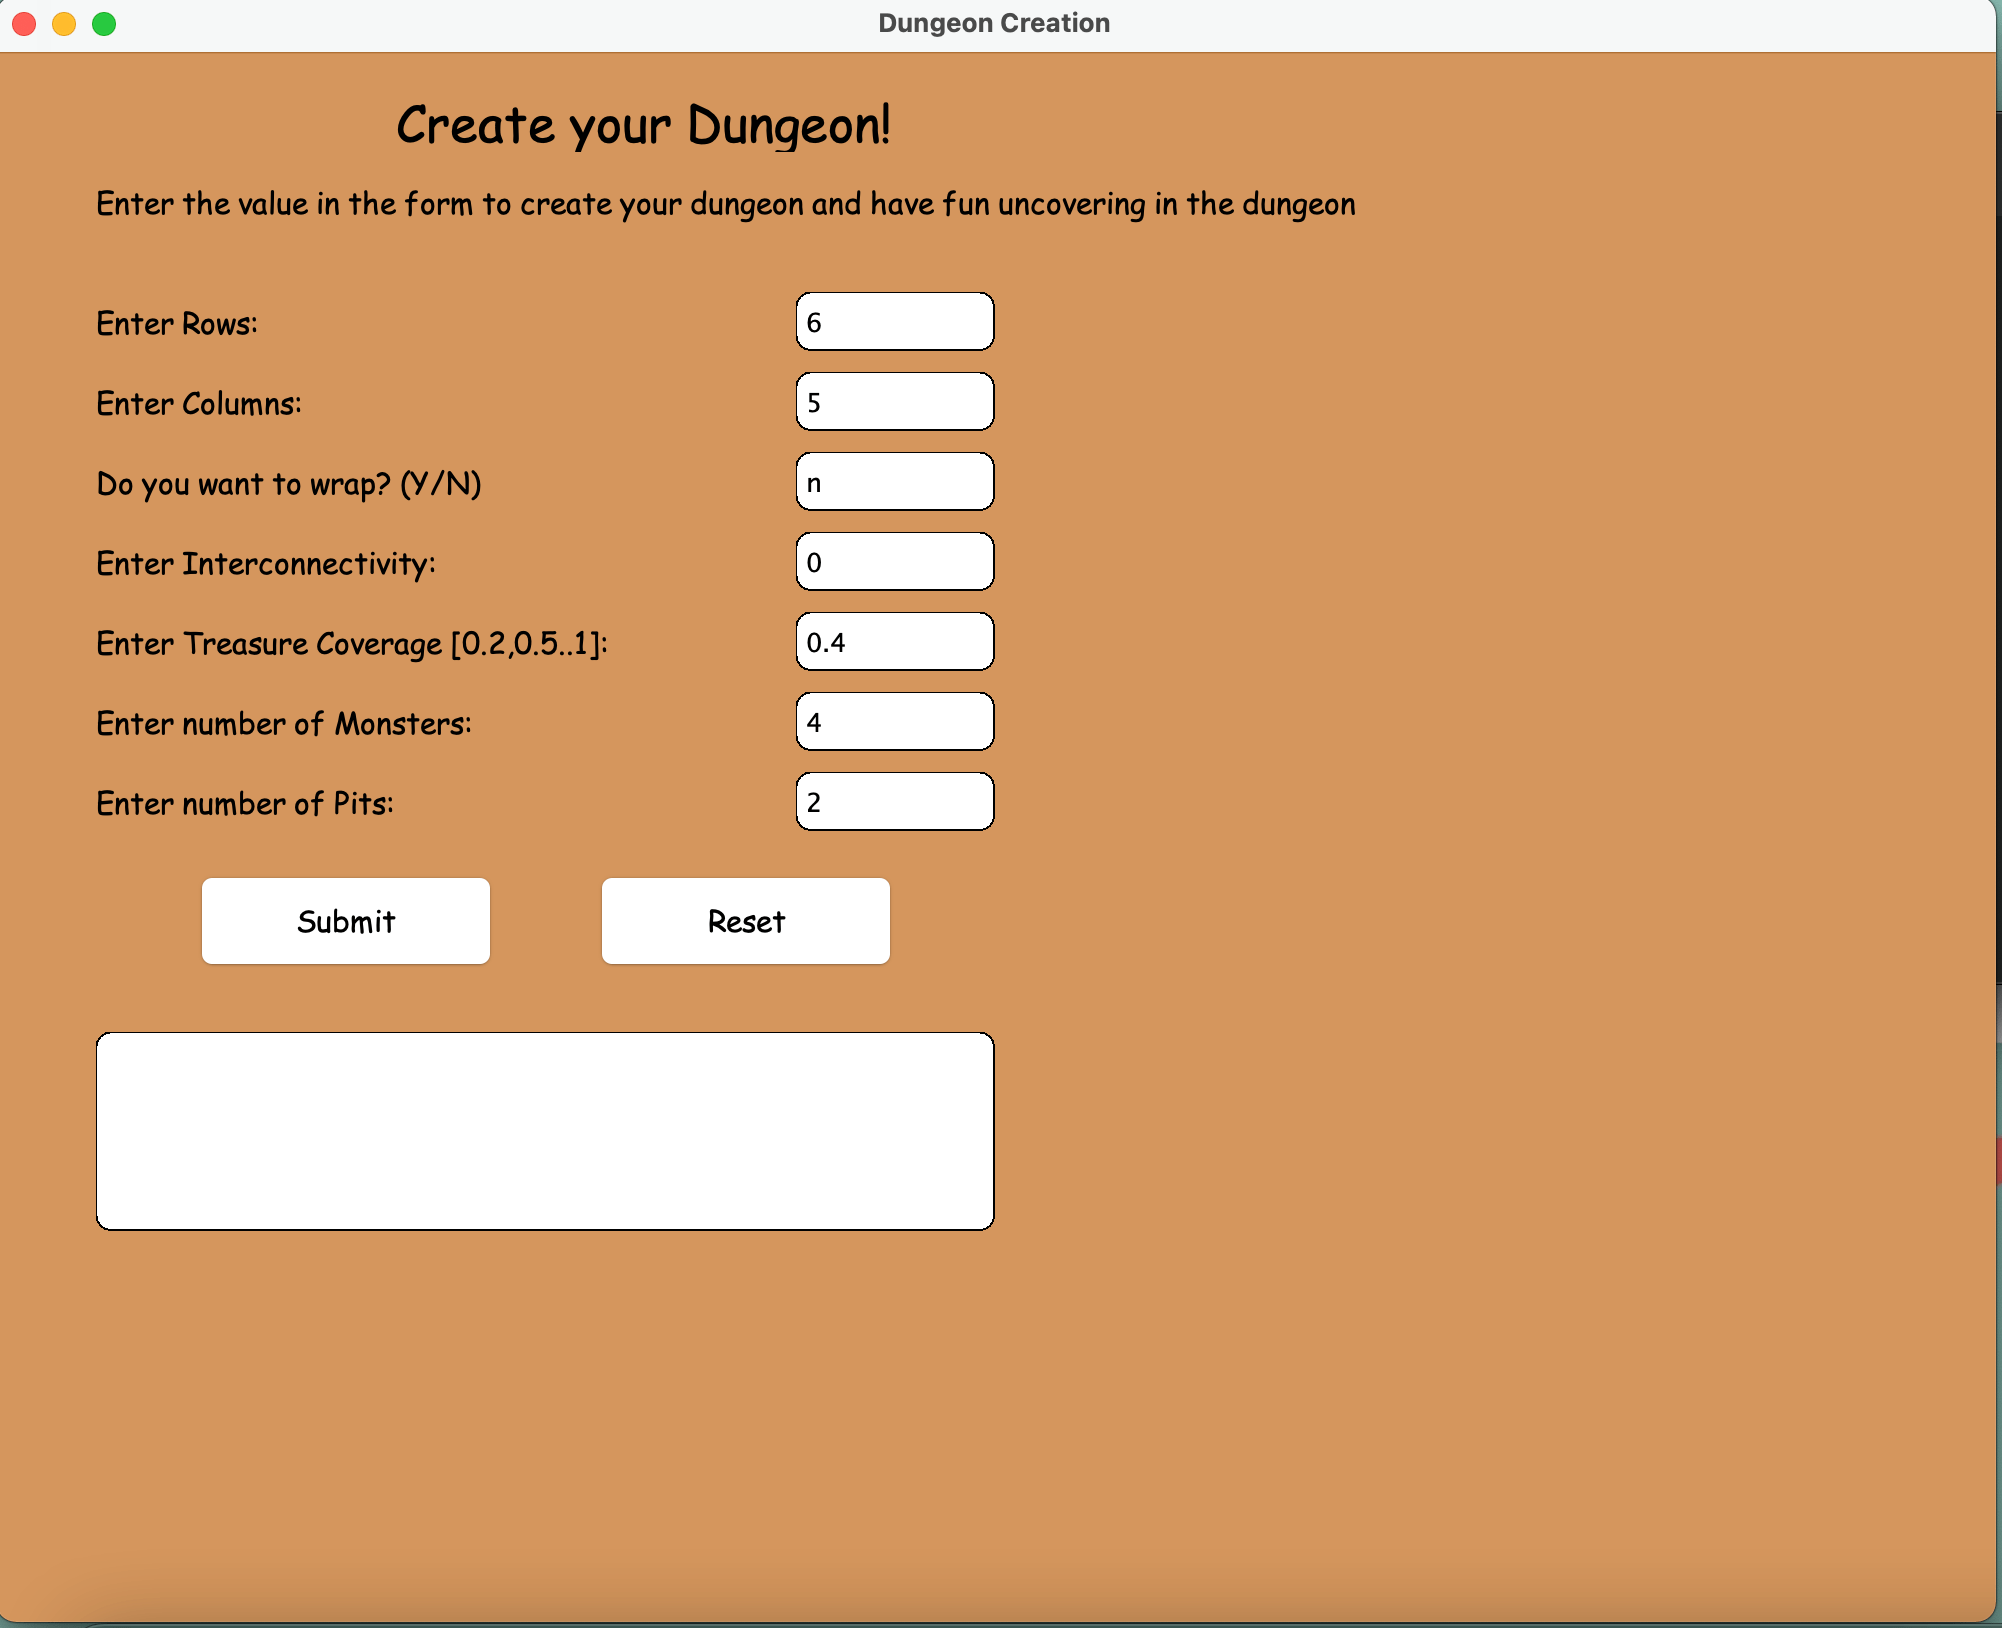 Dungeon Creation
Create your Dungeon!
Enter the value in the form to create your dungeon and have fun uncovering in the dungeon
Enter Rows: 6
Enter Columns: 5
Do you want to wrap? (Y/N) n
Enter Interconnectivity: 0
Enter Treasure Coverage [0.2,0.5..1]: 0.4
Enter number of Monsters: 4
Enter number of Pits: 2
Submit Reset